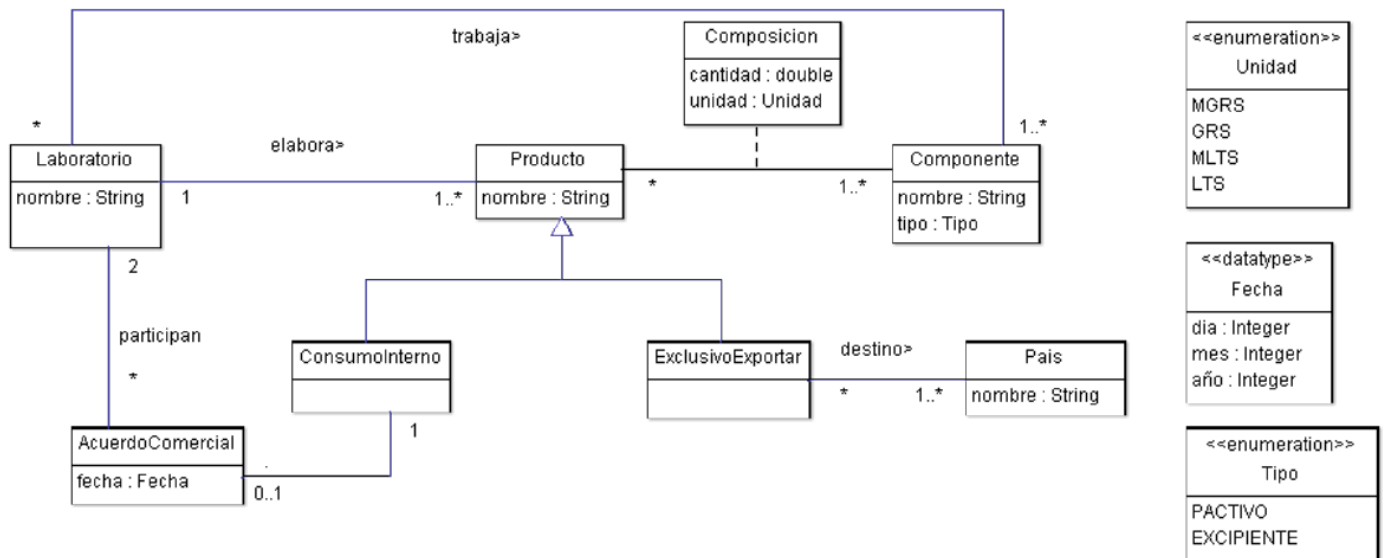 trabaja>
Composicion
cantidad : double
unidad : Unidad
<<enumeration>>
Unidad
MGRS
GRS
MLTS
LTS
*
1..*
Laboratorio
nombre : String
elabora>
1
1..*
Producto
nombre : String
*
1..*
Componente
nombre : String
tipo : Tipo
2
participan
*
<<datatype>>
Fecha
dia : Integer
mes : Integer
año : Integer
ConsumoInterno
ExclusivoExportar
destino>
*
1..*
Pais
nombre : String
1
AcuerdoComercial
fecha : Fecha
0..1
<<enumeration>>
Tipo
PACTIVO
EXCIPIENTE